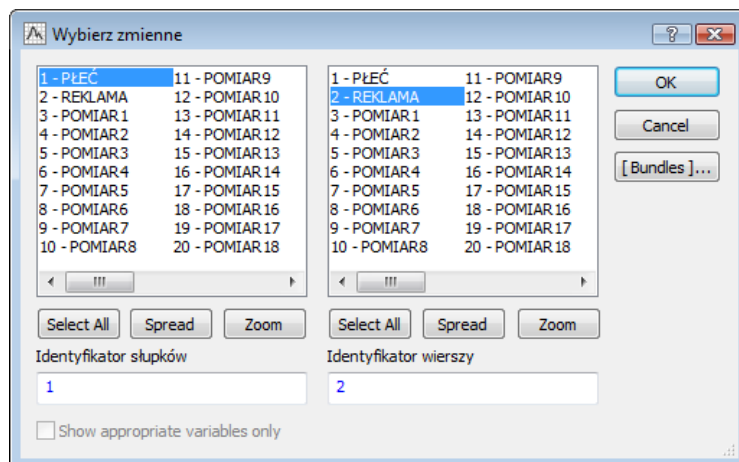 Wybierz zmienne
1 - PŁEĆ 11 - POMIAR9
2 - REKLAMA 12 - POMIAR10
3 - POMIAR1 13 - POMIAR11
4 - POMIAR2 14 - POMIAR12
5 - POMIAR3 15 - POMIAR13
6 - POMIAR4 16 - POMIAR14
7 - POMIAR5 17 - POMIAR15
8 - POMIAR6 18 - POMIAR16
9 - POMIAR7 19 - POMIAR17
10 - POMIAR8 20 - POMIAR18
Select All Spread Zoom
Identyfikator słupków
1
1 - PŁEĆ 11 - POMIAR9
2 - REKLAMA 12 - POMIAR10
3 - POMIAR1 13 - POMIAR11
4 - POMIAR2 14 - POMIAR12
5 - POMIAR3 15 - POMIAR13
6 - POMIAR4 16 - POMIAR14
7 - POMIAR5 17 - POMIAR15
8 - POMIAR6 18 - POMIAR16
9 - POMIAR7 19 - POMIAR17
10 - POMIAR8 20 - POMIAR18
Select All Spread Zoom
Identyfikator wierszy
2
OK
Cancel
[ Bundles ]...
Show appropriate variables only